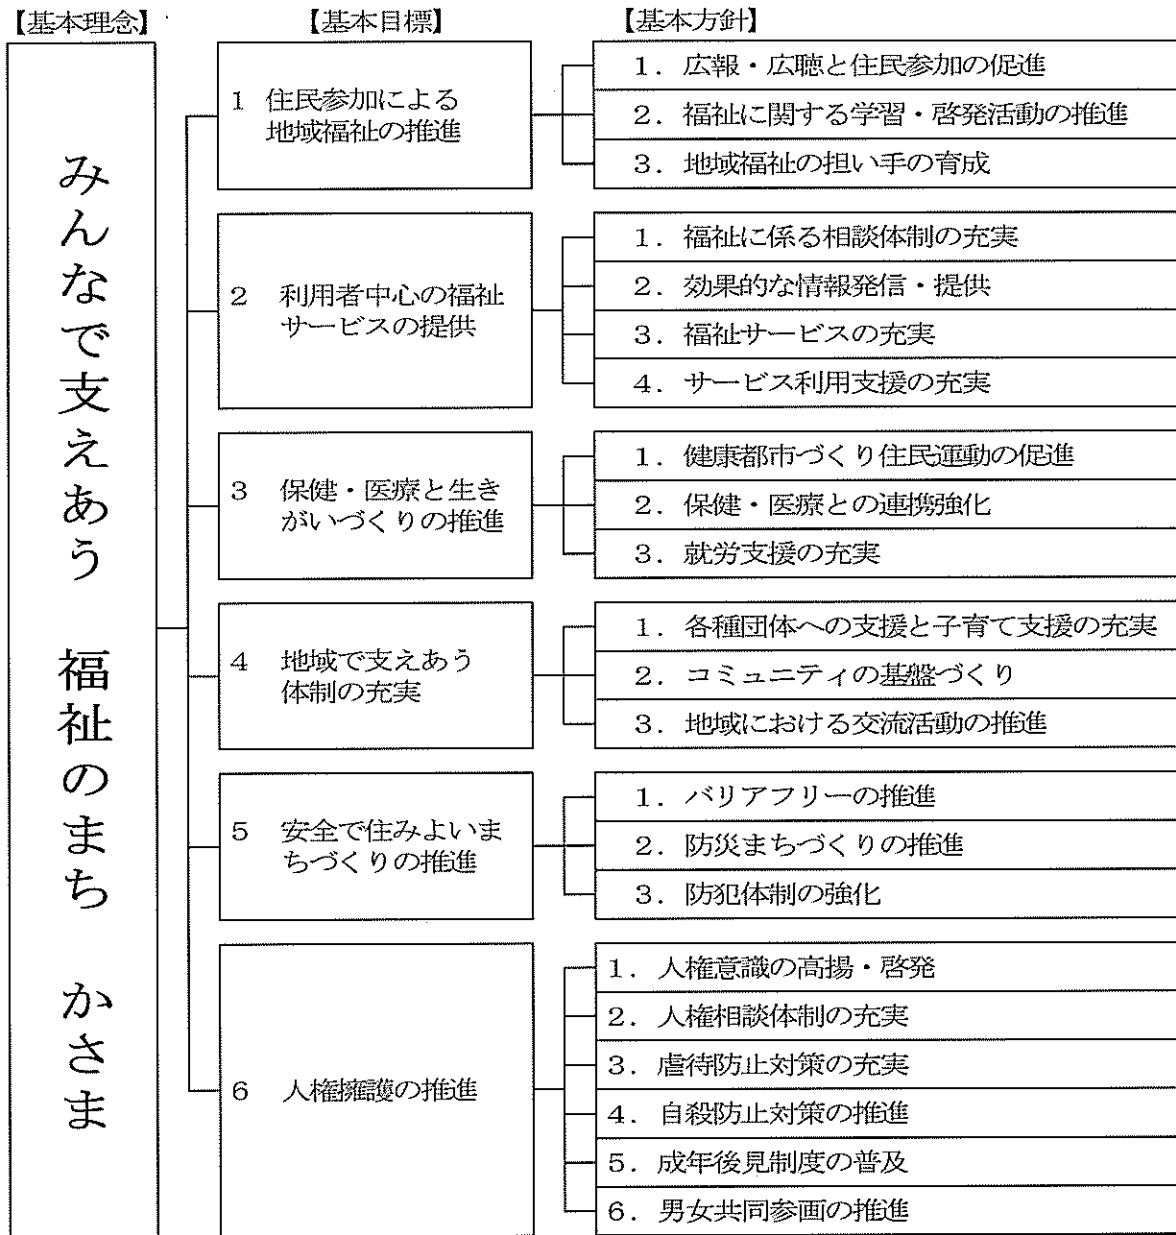 【基本理念】
【基本目標】
【基本方針】
みんなで支えあう 福祉のまち かさま
1 住民参加による
地域福祉の推進
1. 広報・広聴と住民参加の促進
2. 福祉に関する学習・啓発活動の推進
3. 地域福祉の担い手の育成
2 利用者中心の福祉
サービスの提供
1. 福祉に係る相談体制の充実
2. 効果的な情報発信・提供
3. 福祉サービスの充実
4. サービス利用支援の充実
3 保健・医療と生き
がいづくりの推進
1. 健康都市づくり住民運動の促進
2. 保健・医療との連携強化
3. 就労支援の充実
4 地域で支えあう
体制の充実
1. 各種団体への支援と子育て支援の充実
2. コミュニティの基盤づくり
3. 地域における交流活動の推進
5 安全で住みよいま
ちづくりの推進
1. バリアフリーの推進
2. 防災まちづくりの推進
3. 防犯体制の強化
6 人権擁護の推進
1. 人権意識の高揚・啓発
2. 人権相談体制の充実
3. 虐待防止対策の充実
4. 自殺防止対策の推進
5. 成年後見制度の普及
6. 男女共同参画の推進